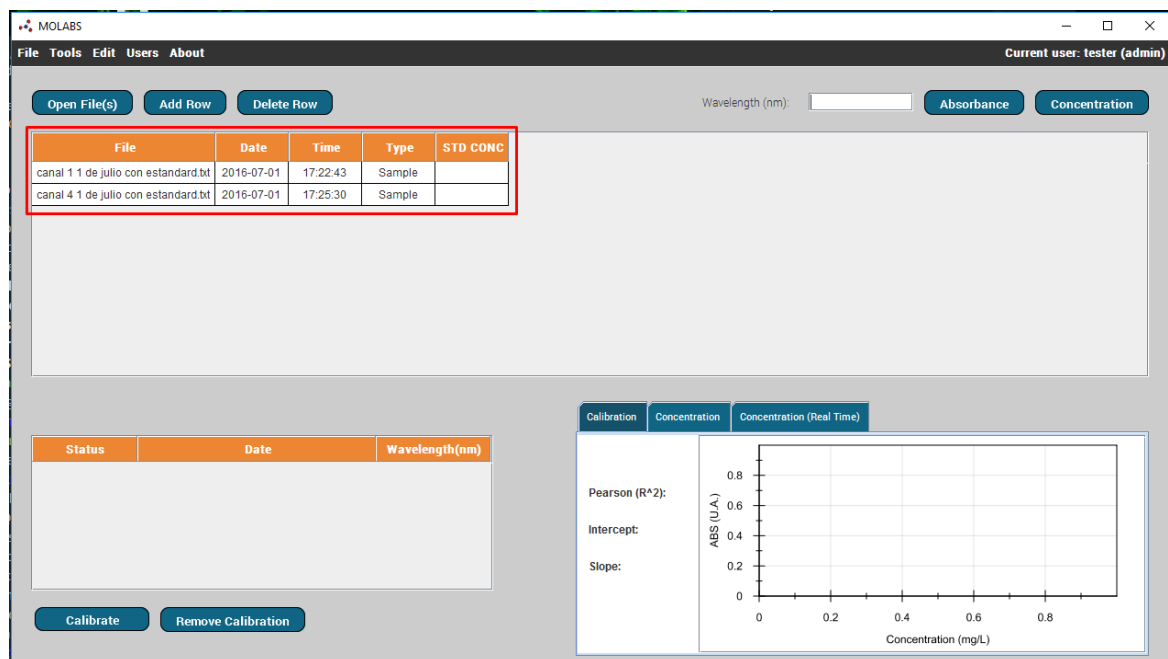 MOLABS
File Tools Edit Users About Current user: tester (admin)
Open File(s) Add Row Delete Row Wavelength (nm): Absorbance Concentration
File Date Time Type STD CONC
canal 1 1 de julio con estandard.txt 2016-07-01 17:22:43 Sample
canal 4 1 de julio con estandard.txt 2016-07-01 17:25:30 Sample
Calibration Concentration Concentration (Real Time)
Status Date Wavelength(nm)
Pearson (R^2):
Intercept:
Slope:
ABS (U.A.)
0.8
0.6
0.4
0.2
0
0 0.2 0.4 0.6 0.8
Concentration (mg/L)
Calibrate Remove Calibration